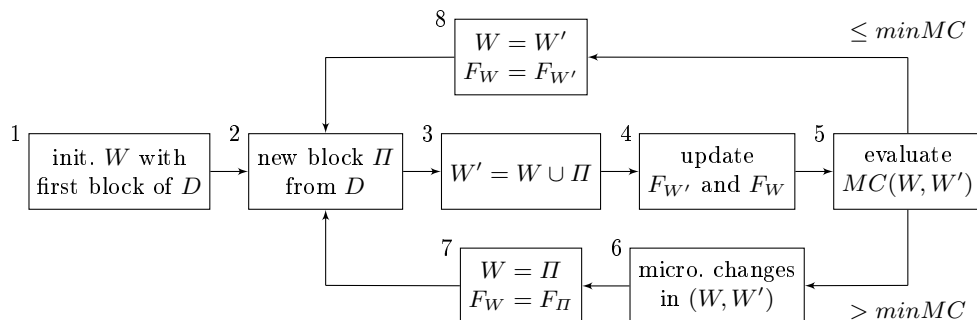 8
W = W′
F_W = F_{W′}
≤ minMC
1
init. W with
first block of D
2
new block Π
from D
3
W′ = W ∪ Π
4
update
F_{W′} and F_W
5
evaluate
MC(W, W′)
7
W = Π
F_W = F_Π
6
micro. changes
in (W, W′)
> minMC